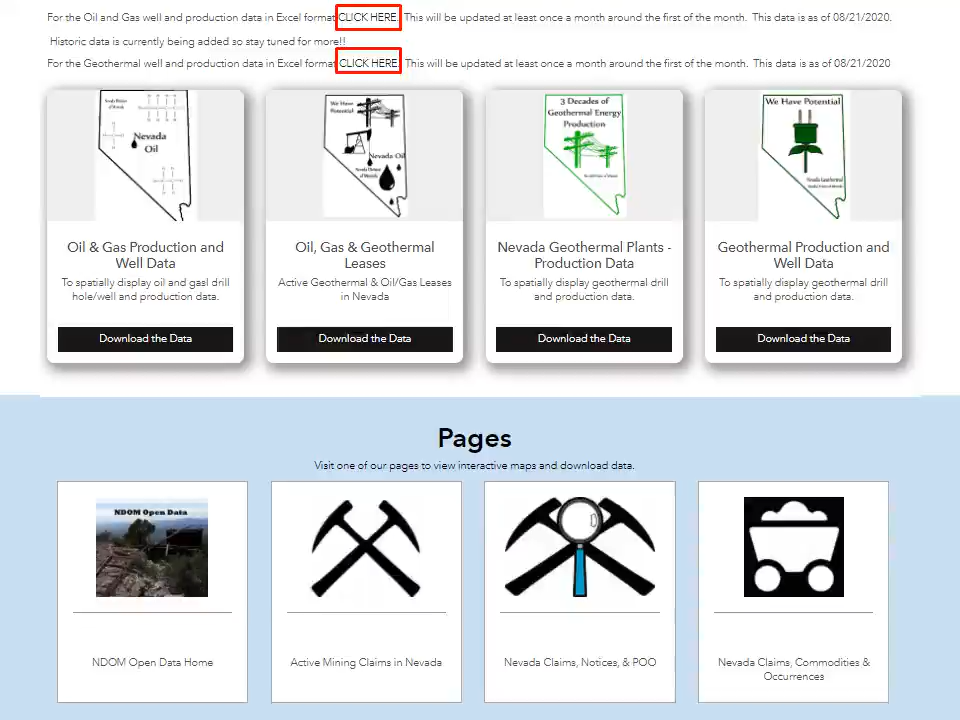 For the Oil and Gas well and production data in Excel format CLICK HERE. This will be updated at least once a month around the first of the month. This data is as of 08/21/2020.
Historic data is currently being added so stay tuned for more!!
For the Geothermal well and production data in Excel format CLICK HERE. This will be updated at least once a month around the first of the month. This data is as of 08/21/2020
Nevada
Oil
We Have
Potential
Nevada Oil
3 Decades of
Geothermal Energy
Production
We Have Potential
Nevada Geothermal
Oil & Gas Production and
Well Data
To spatially display oil and gasl drill
hole/well and production data.
Download the Data
Oil, Gas & Geothermal
Leases
Active Geothermal & Oil/Gas Leases
in Nevada
Download the Data
Nevada Geothermal Plants -
Production Data
To spatially display geothermal drill
and production data.
Download the Data
Geothermal Production and
Well Data
To spatially display geothermal drill
and production data.
Download the Data
Pages
Visit one of our pages to view interactive maps and download data.
NDOM Open Data
NDOM Open Data Home
Active Mining Claims in Nevada
Nevada Claims, Notices, & POO
Nevada Claims, Commodities &
Occurrences